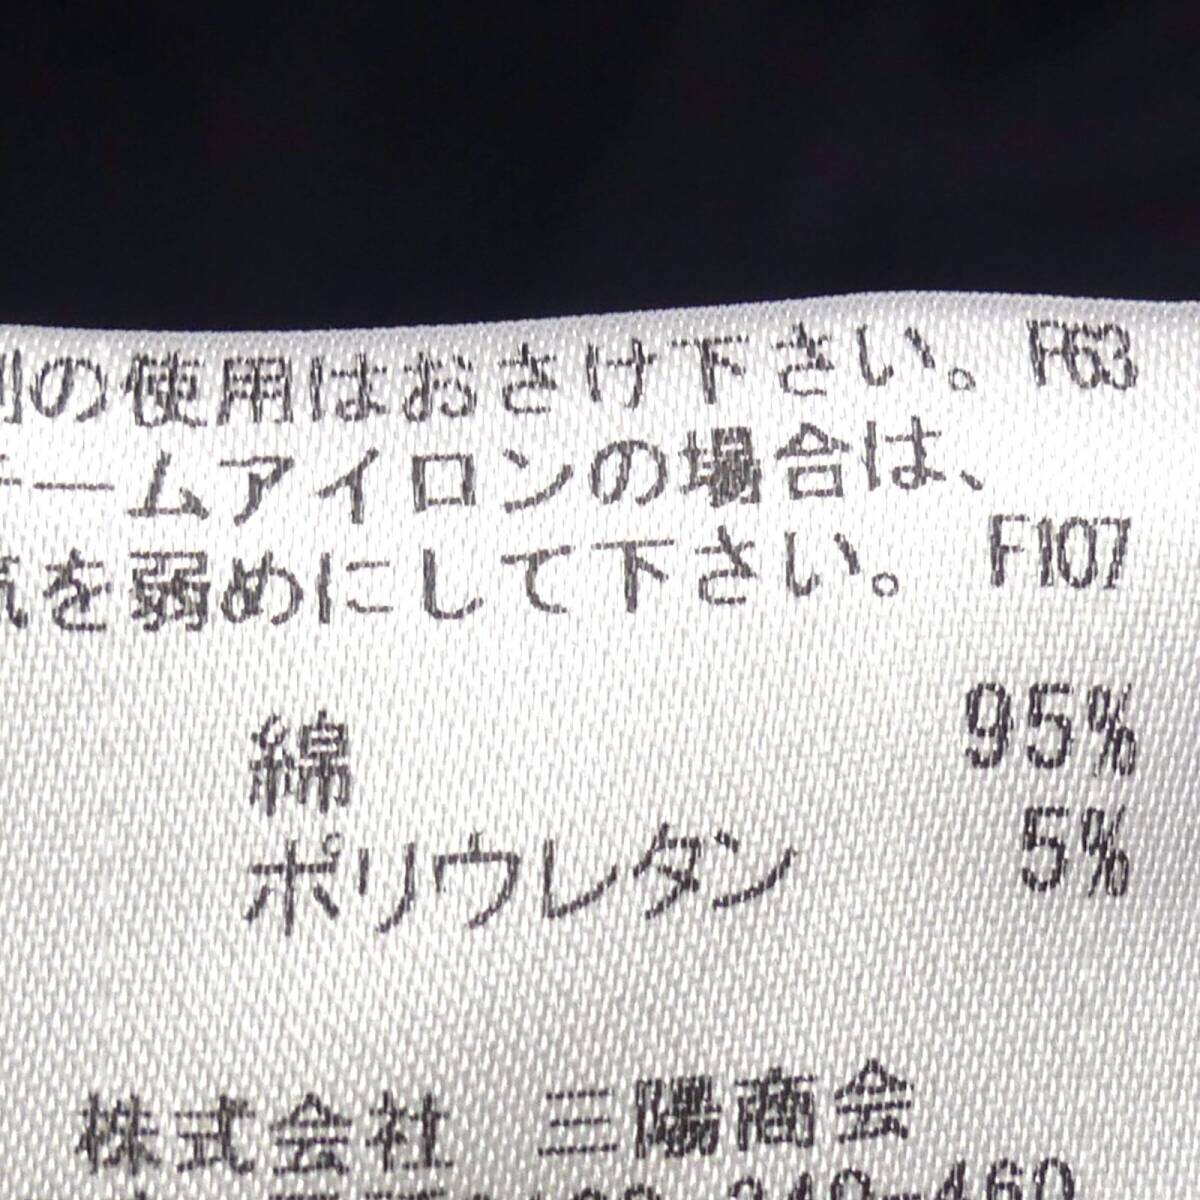 の使用はおさけ下さい。 F63
ームアイロンの場合は、
を弱めにして下さい。 F107
綿 95%
ポリウレタン 5%
株式会社 三陽商会
-340-460